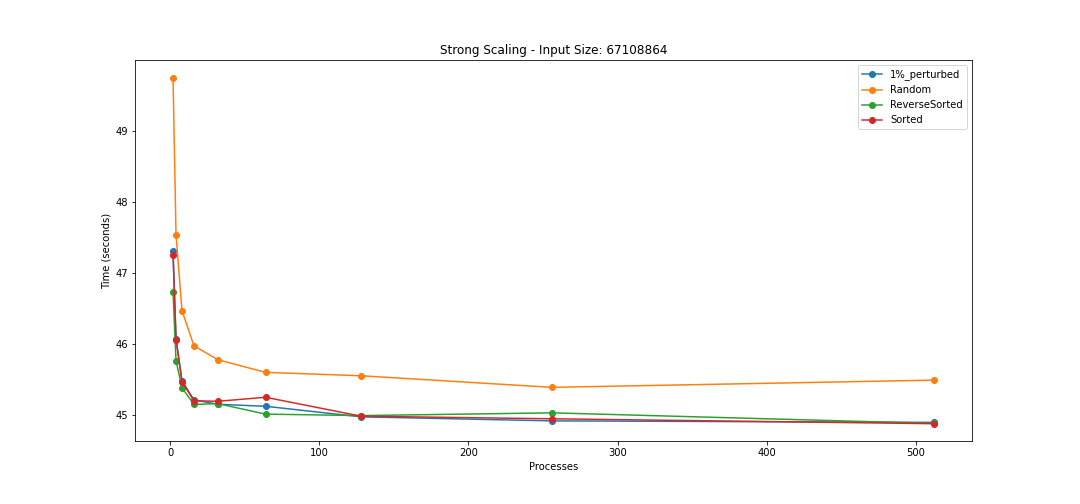 Strong Scaling - Input Size: 67108864
1%_perturbed
Random
ReverseSorted
Sorted
Time (seconds)
49
48
47
46
45
0 100 200 300 400 500
Processes